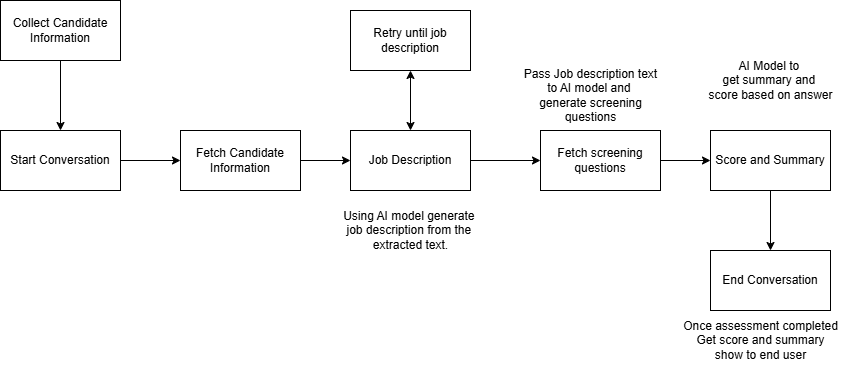 Collect Candidate
Information
Retry until job
description
Pass Job description text
to AI model and
generate screening
questions
AI Model to
get summary and
score based on answer
Start Conversation
Fetch Candidate
Information
Job Description
Fetch screening
questions
Score and Summary
Using AI model generate
job description from the
extracted text.
End Conversation
Once assessment completed
Get score and summary
show to end user